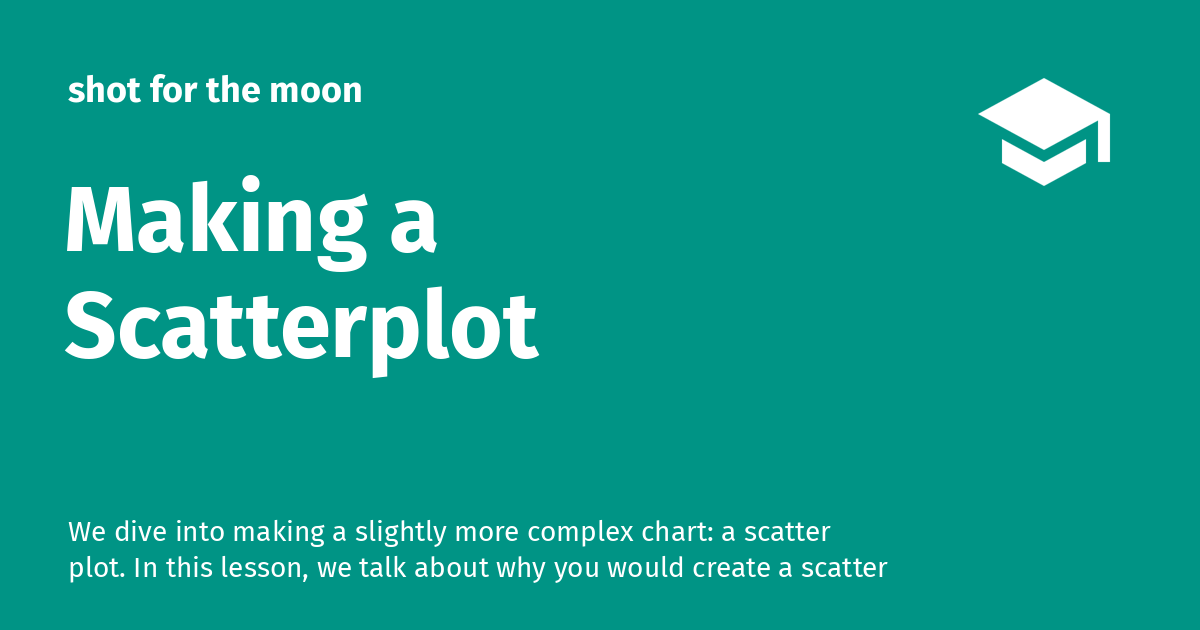 shot for the moon
Making a
Scatterplot
We dive into making a slightly more complex chart: a scatter
plot. In this lesson, we talk about why you would create a scatter